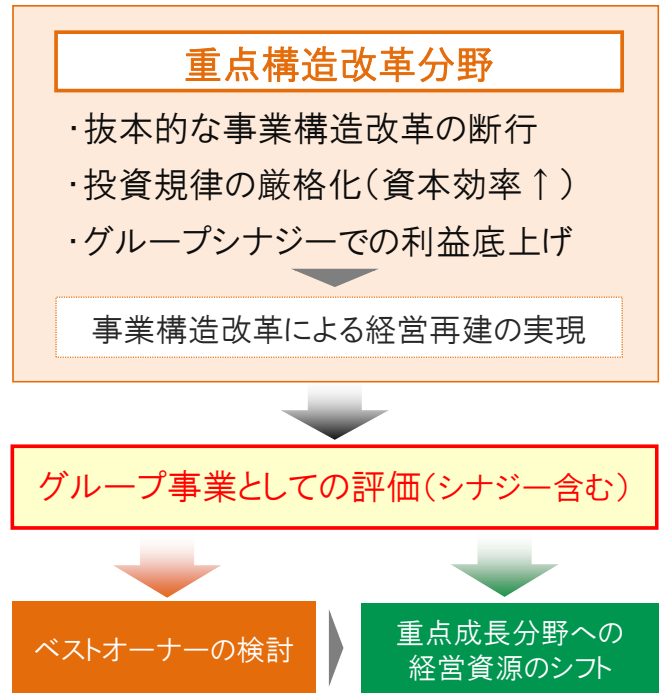 重点構造改革分野
・抜本的な事業構造改革の断行
・投資規律の厳格化（資本効率↑）
・グループシナジーでの利益底上げ
事業構造改革による経営再建の実現
グループ事業としての評価（シナジー含む）
ベストオーナーの検討
重点成長分野への
経営資源のシフト